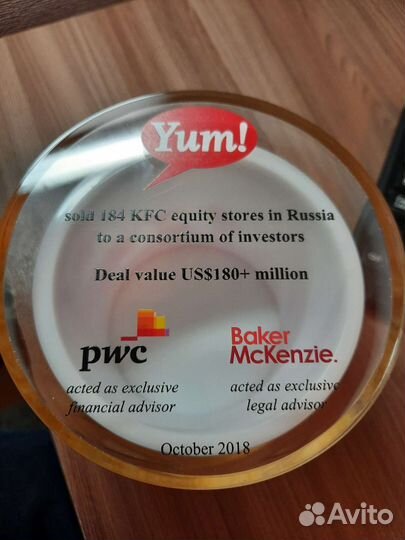 Yum!
sold 184 KFC equity stores in Russia
to a consortium of investors
Deal value US$180+ million
pwc
acted as exclusive
financial advisor
Baker
McKenzie.
acted as exclusive
legal advisor
October 2018
Avito